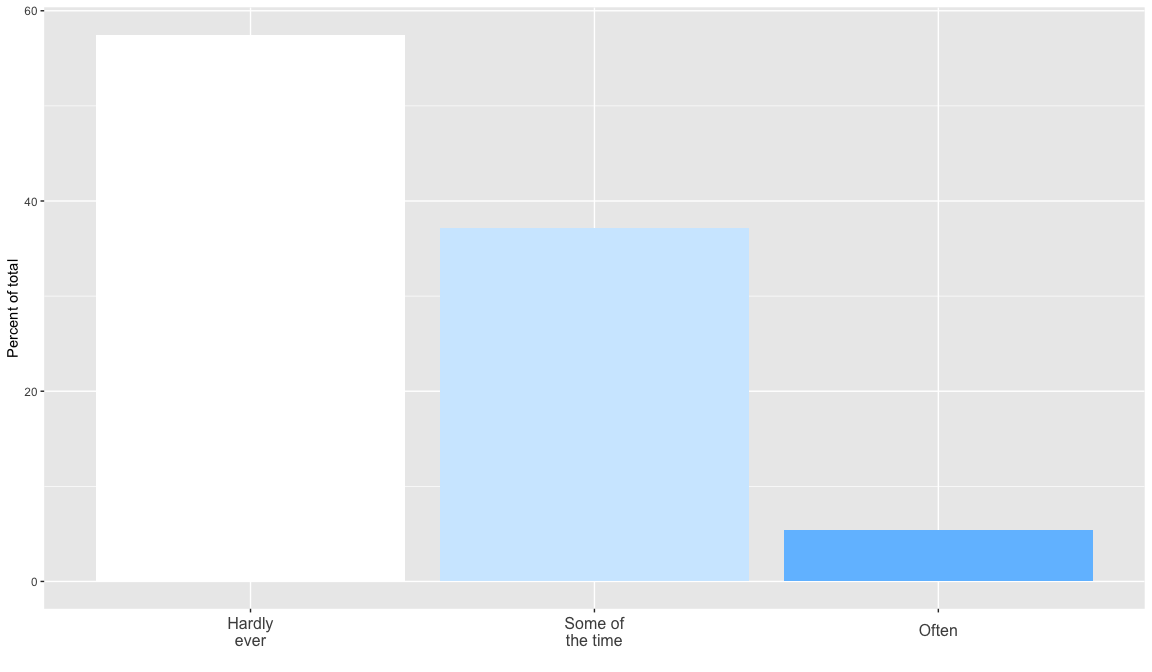 60
40
20
0
Percent of total
Hardly
ever
Some of
the time
Often